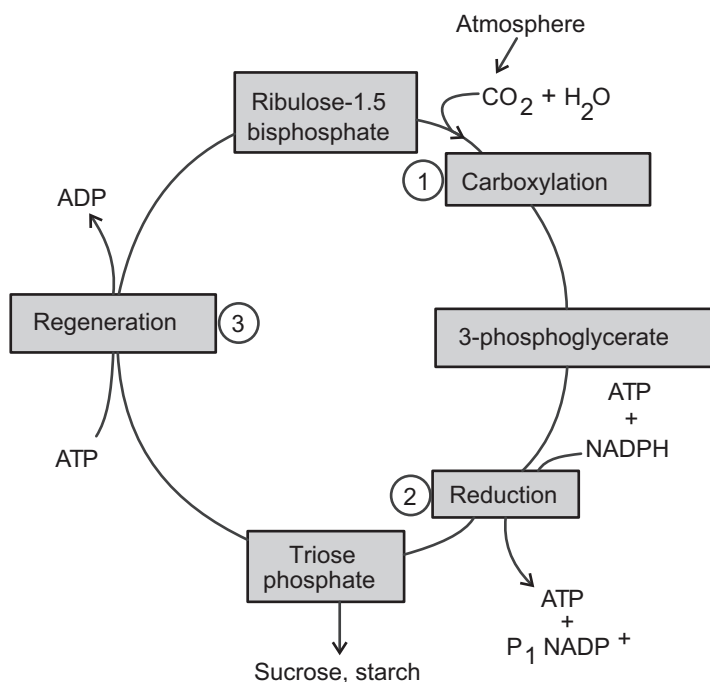 Atmosphere
CO2 + H2O
Ribulose-1.5
bisphosphate
1
Carboxylation
ADP
Regeneration
3
3-phosphoglycerate
ATP
+
NADPH
ATP
2
Reduction
Triose
phosphate
ATP
+
P1 NADP +
Sucrose, starch